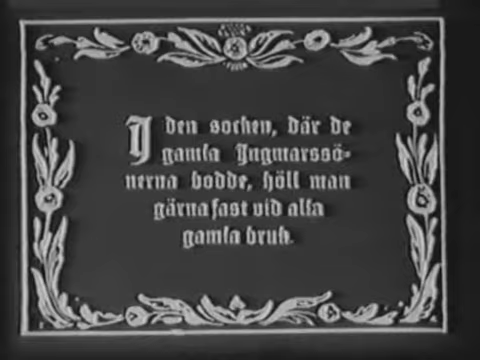 I den socken, där de
gamla Ingmarssö-
nerna bodde, höll man
gärna fast vid alla
gamla bruk.